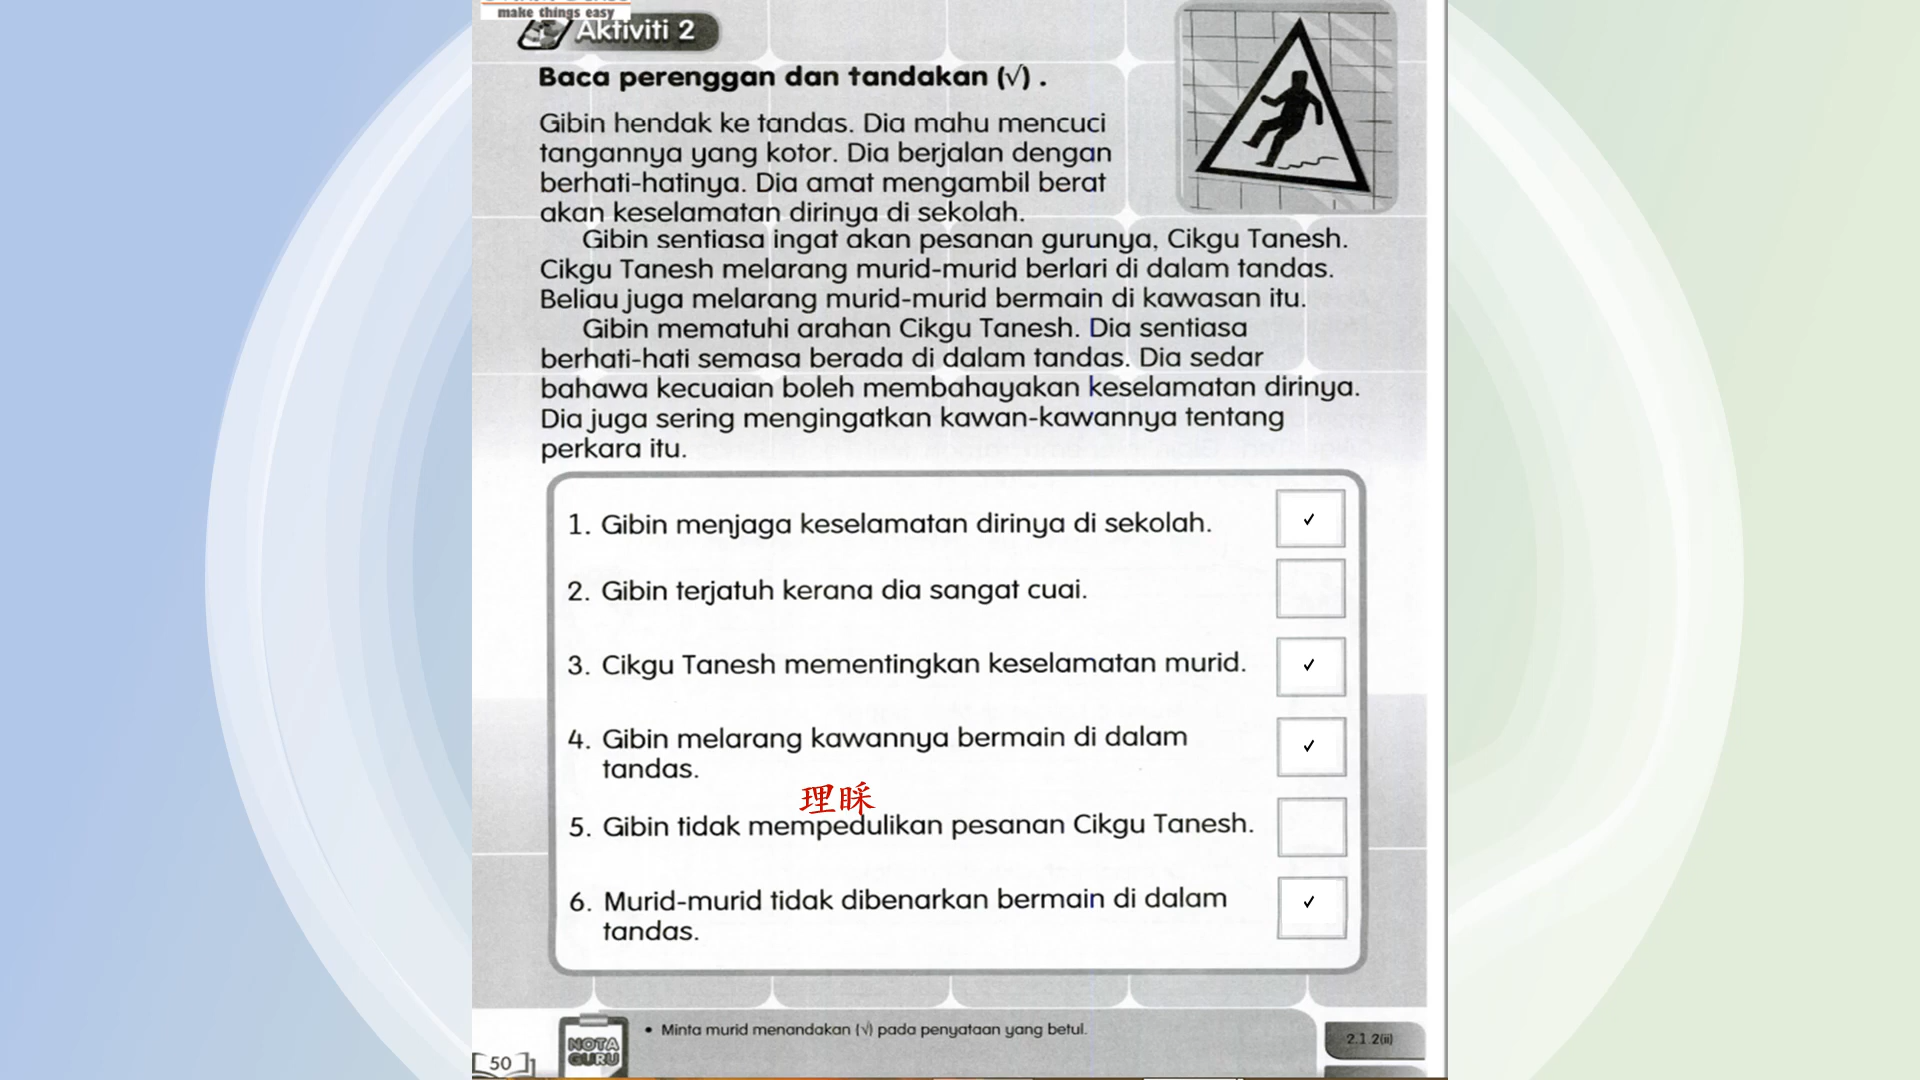 make things easy
Aktiviti 2
Baca perenggan dan tandakan (√) .
Gibin hendak ke tandas. Dia mahu mencuci
tangannya yang kotor. Dia berjalan dengan
berhati-hatinya. Dia amat mengambil berat
akan keselamatan dirinya di sekolah.
Gibin sentiasa ingat akan pesanan gurunya, Cikgu Tanesh.
Cikgu Tanesh melarang murid-murid berlari di dalam tandas.
Beliau juga melarang murid-murid bermain di kawasan itu.
Gibin mematuhi arahan Cikgu Tanesh. Dia sentiasa
berhati-hati semasa berada di dalam tandas. Dia sedar
bahawa kecuaian boleh membahayakan keselamatan dirinya.
Dia juga sering mengingatkan kawan-kawannya tentang
perkara itu.
1. Gibin menjaga keselamatan dirinya di sekolah. ✓
2. Gibin terjatuh kerana dia sangat cuai.
3. Cikgu Tanesh mementingkan keselamatan murid. ✓
4. Gibin melarang kawannya bermain di dalam ✓
tandas.
理睬
5. Gibin tidak mempedulikan pesanan Cikgu Tanesh.
6. Murid-murid tidak dibenarkan bermain di dalam ✓
tandas.
NOTA
GURU
• Minta murid menandakan (√) pada penyataan yang betul.
2.1.2(ii)
50